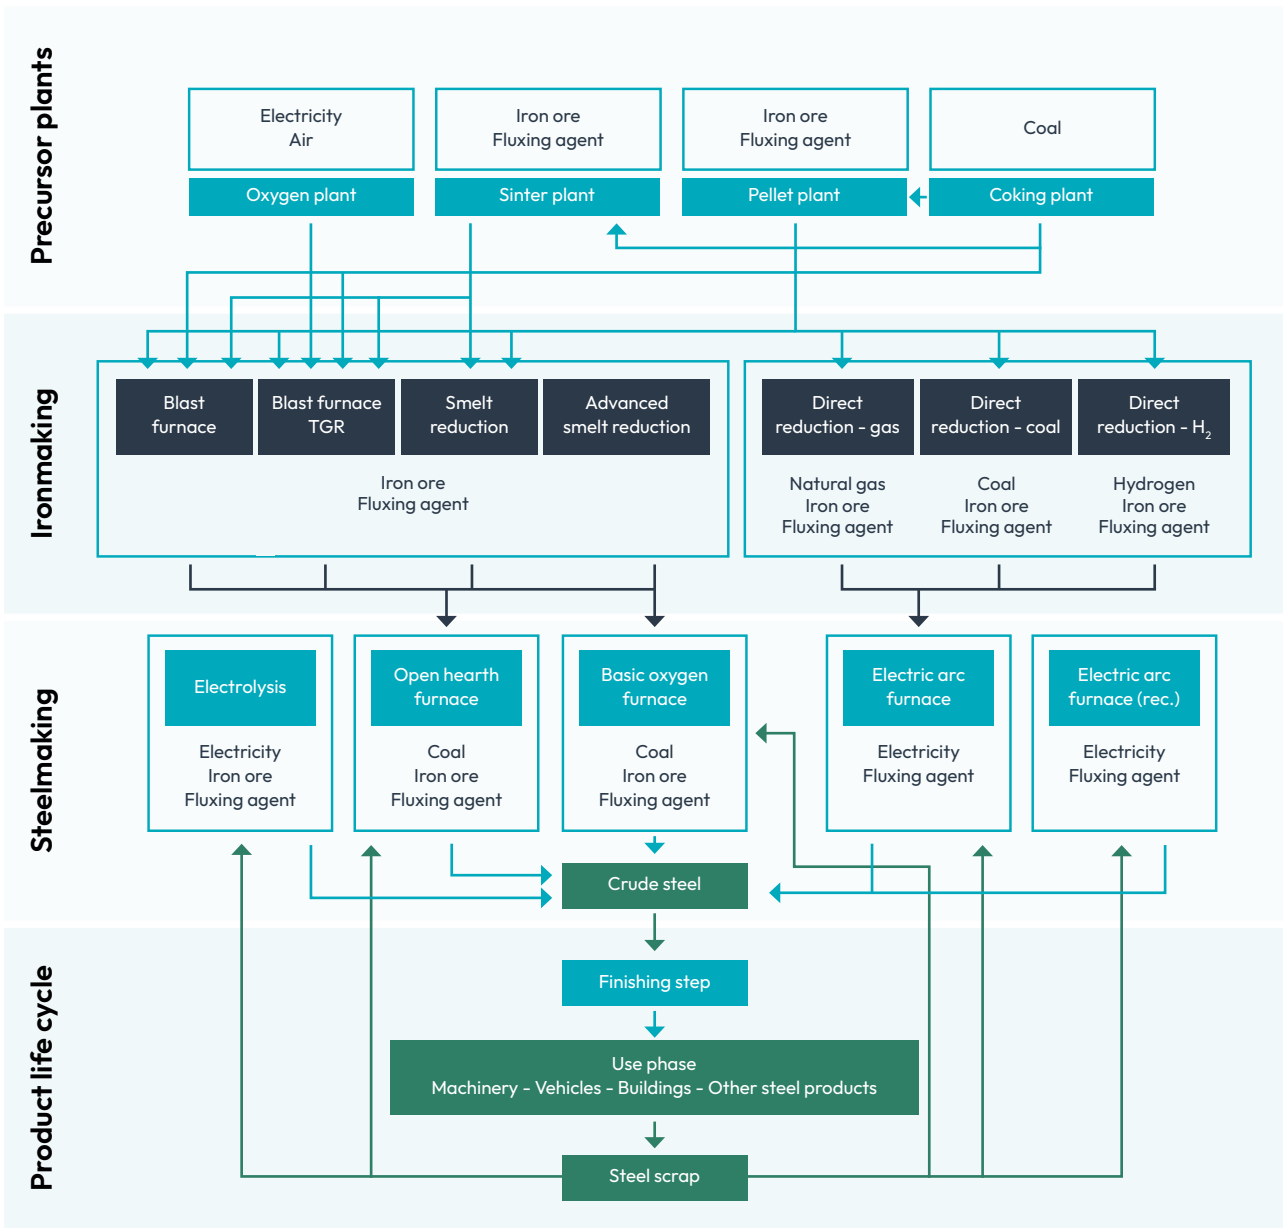 Precursor plants
Electricity
Air
Oxygen plant
Iron ore
Fluxing agent
Sinter plant
Iron ore
Fluxing agent
Pellet plant
Coal
Coking plant
Ironmaking
Blast
furnace
Blast furnace
TGR
Smelt
reduction
Advanced
smelt reduction
Iron ore
Fluxing agent
Direct
reduction - gas
Natural gas
Iron ore
Fluxing agent
Direct
reduction - coal
Coal
Iron ore
Fluxing agent
Direct
reduction - H₂
Hydrogen
Iron ore
Fluxing agent
Steelmaking
Electrolysis
Electricity
Iron ore
Fluxing agent
Open hearth
furnace
Coal
Iron ore
Fluxing agent
Basic oxygen
furnace
Coal
Iron ore
Fluxing agent
Electric arc
furnace
Electricity
Fluxing agent
Electric arc
furnace (rec.)
Electricity
Fluxing agent
Crude steel
Product life cycle
Finishing step
Use phase
Machinery - Vehicles - Buildings - Other steel products
Steel scrap